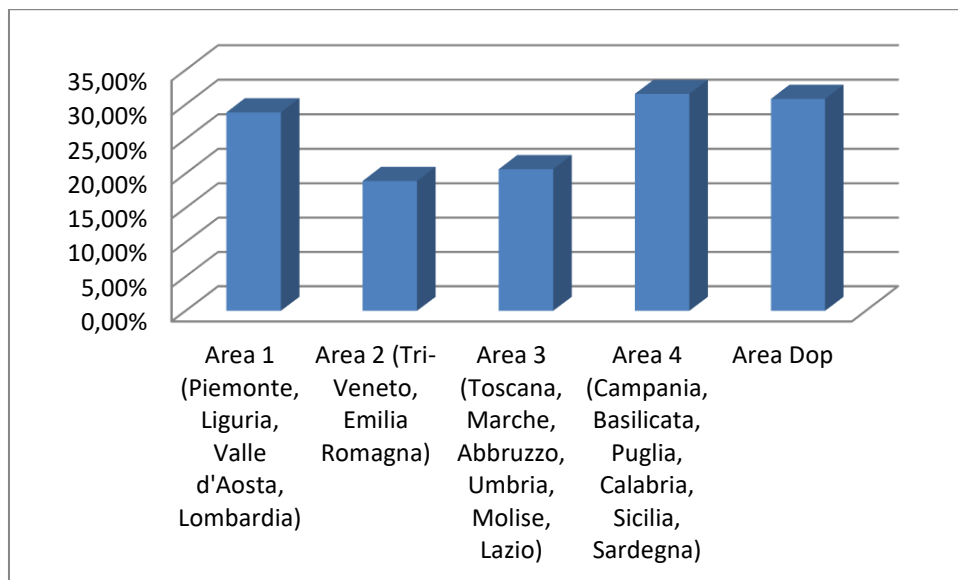 35,00%
30,00%
25,00%
20,00%
15,00%
10,00%
5,00%
0,00%
Area 1
(Piemonte,
Liguria,
Valle
d'Aosta,
Lombardia)
Area 2 (Tri-
Veneto,
Emilia
Romagna)
Area 3
(Toscana,
Marche,
Abbruzzo,
Umbria,
Molise,
Lazio)
Area 4
(Campania,
Basilicata,
Puglia,
Calabria,
Sicilia,
Sardegna)
Area Dop